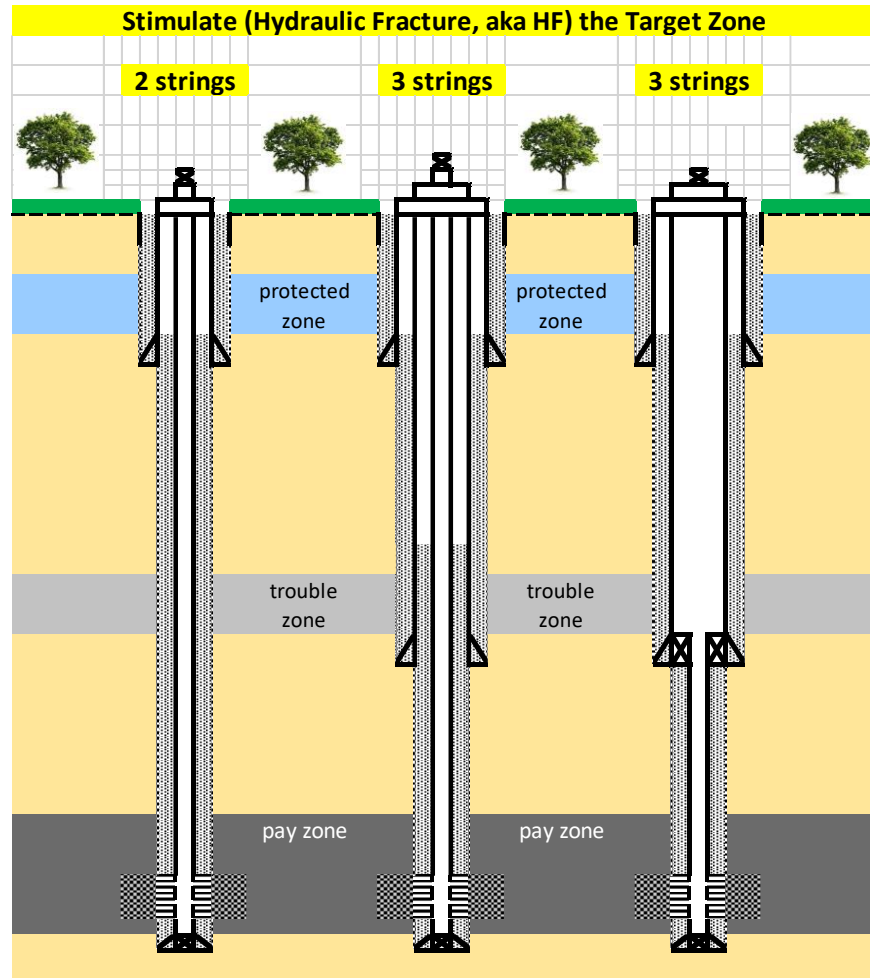 Stimulate (Hydraulic Fracture, aka HF) the Target Zone
2 strings
3 strings
3 strings
protected
zone
protected
zone
trouble
zone
trouble
zone
pay zone
pay zone